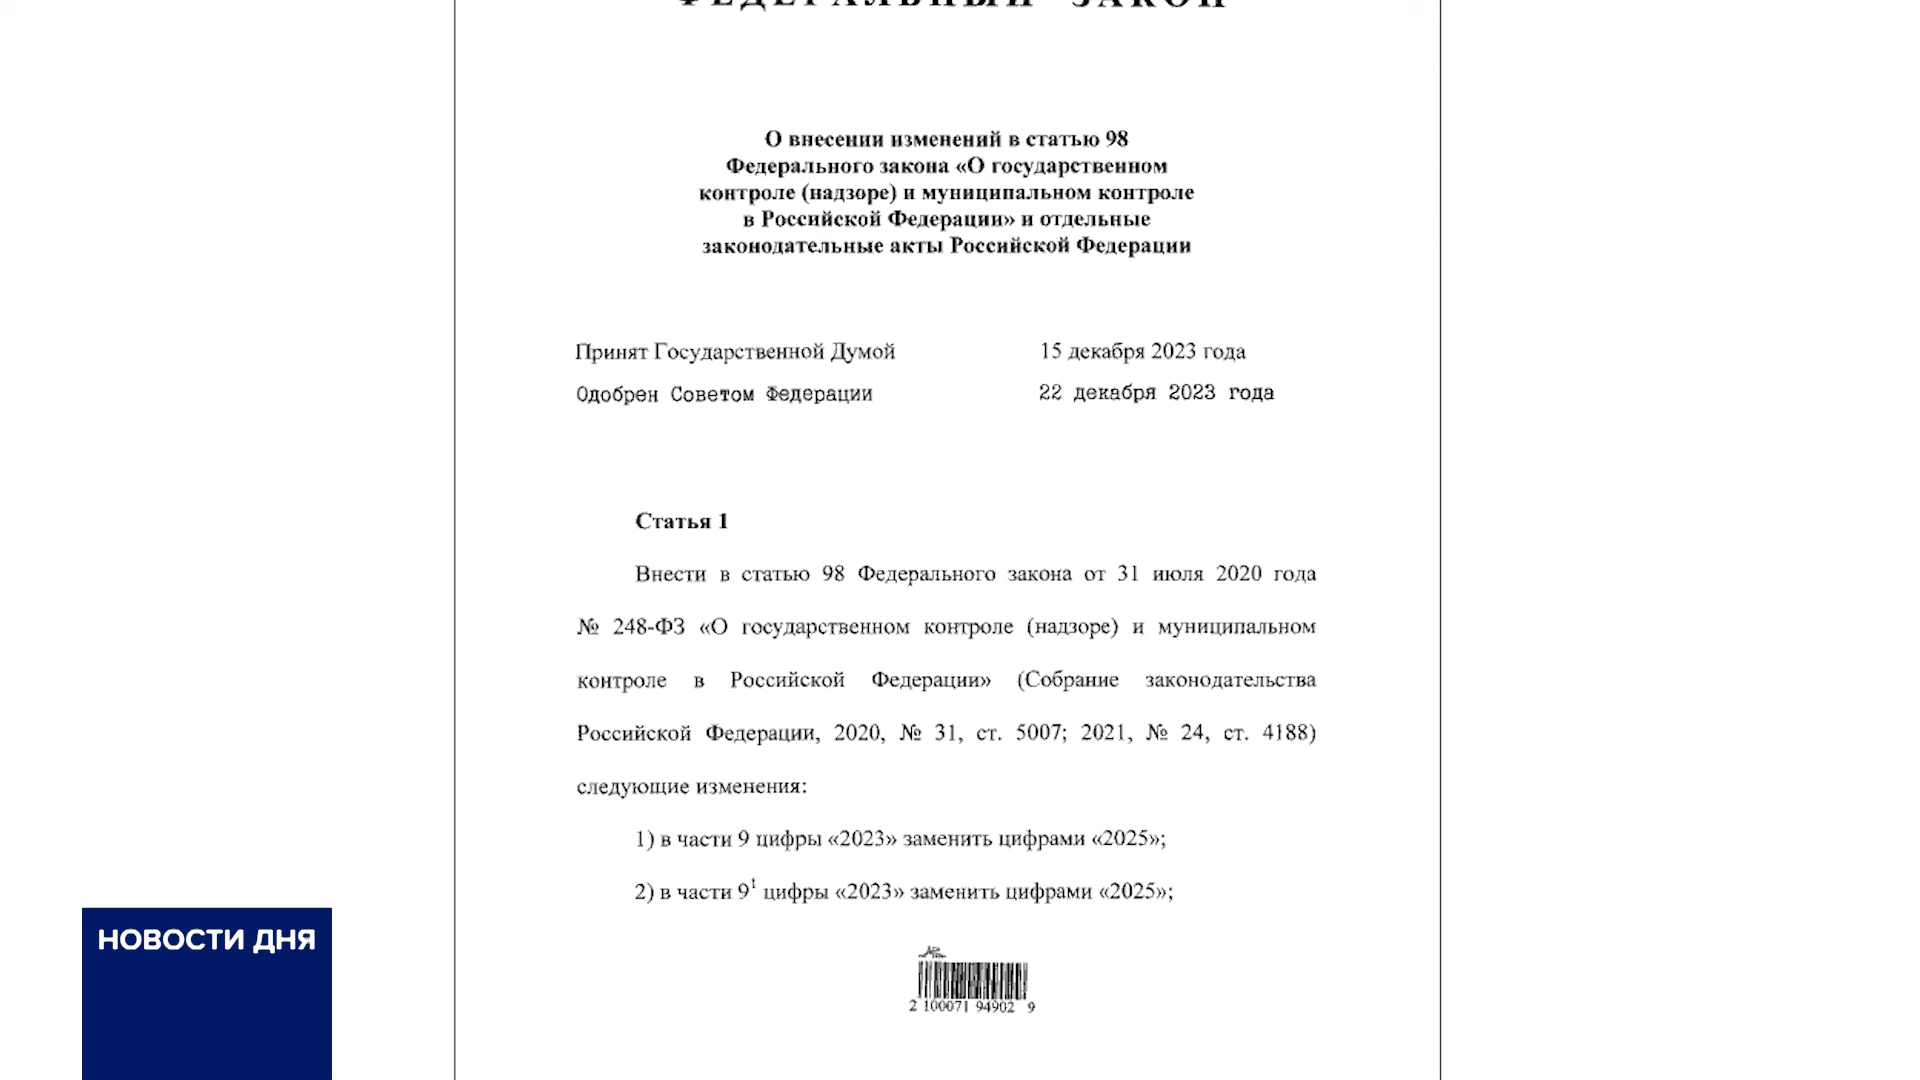 ФЕДЕРАЛЬНЫЙ ЗАКОН
О внесении изменений в статью 98
Федерального закона «О государственном
контроле (надзоре) и муниципальном контроле
в Российской Федерации» и отдельные
законодательные акты Российской Федерации
Принят Государственной Думой 15 декабря 2023 года
Одобрен Советом Федерации 22 декабря 2023 года
Статья 1
Внести в статью 98 Федерального закона от 31 июля 2020 года
№ 248-ФЗ «О государственном контроле (надзоре) и муниципальном
контроле в Российской Федерации» (Собрание законодательства
Российской Федерации, 2020, № 31, ст. 5007; 2021, № 24, ст. 4188)
следующие изменения:
1) в части 9 цифры «2023» заменить цифрами «2025»;
2) в части 9¹ цифры «2023» заменить цифрами «2025»;
2 100071 94902 9
НОВОСТИ ДНЯ